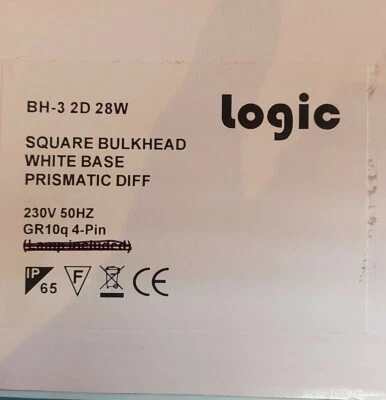 BH-3 2D 28W
Logic
SQUARE BULKHEAD
WHITE BASE
PRISMATIC DIFF
230V 50HZ
GR10q 4-Pin
(Lamp included)
IP
65
F
CE